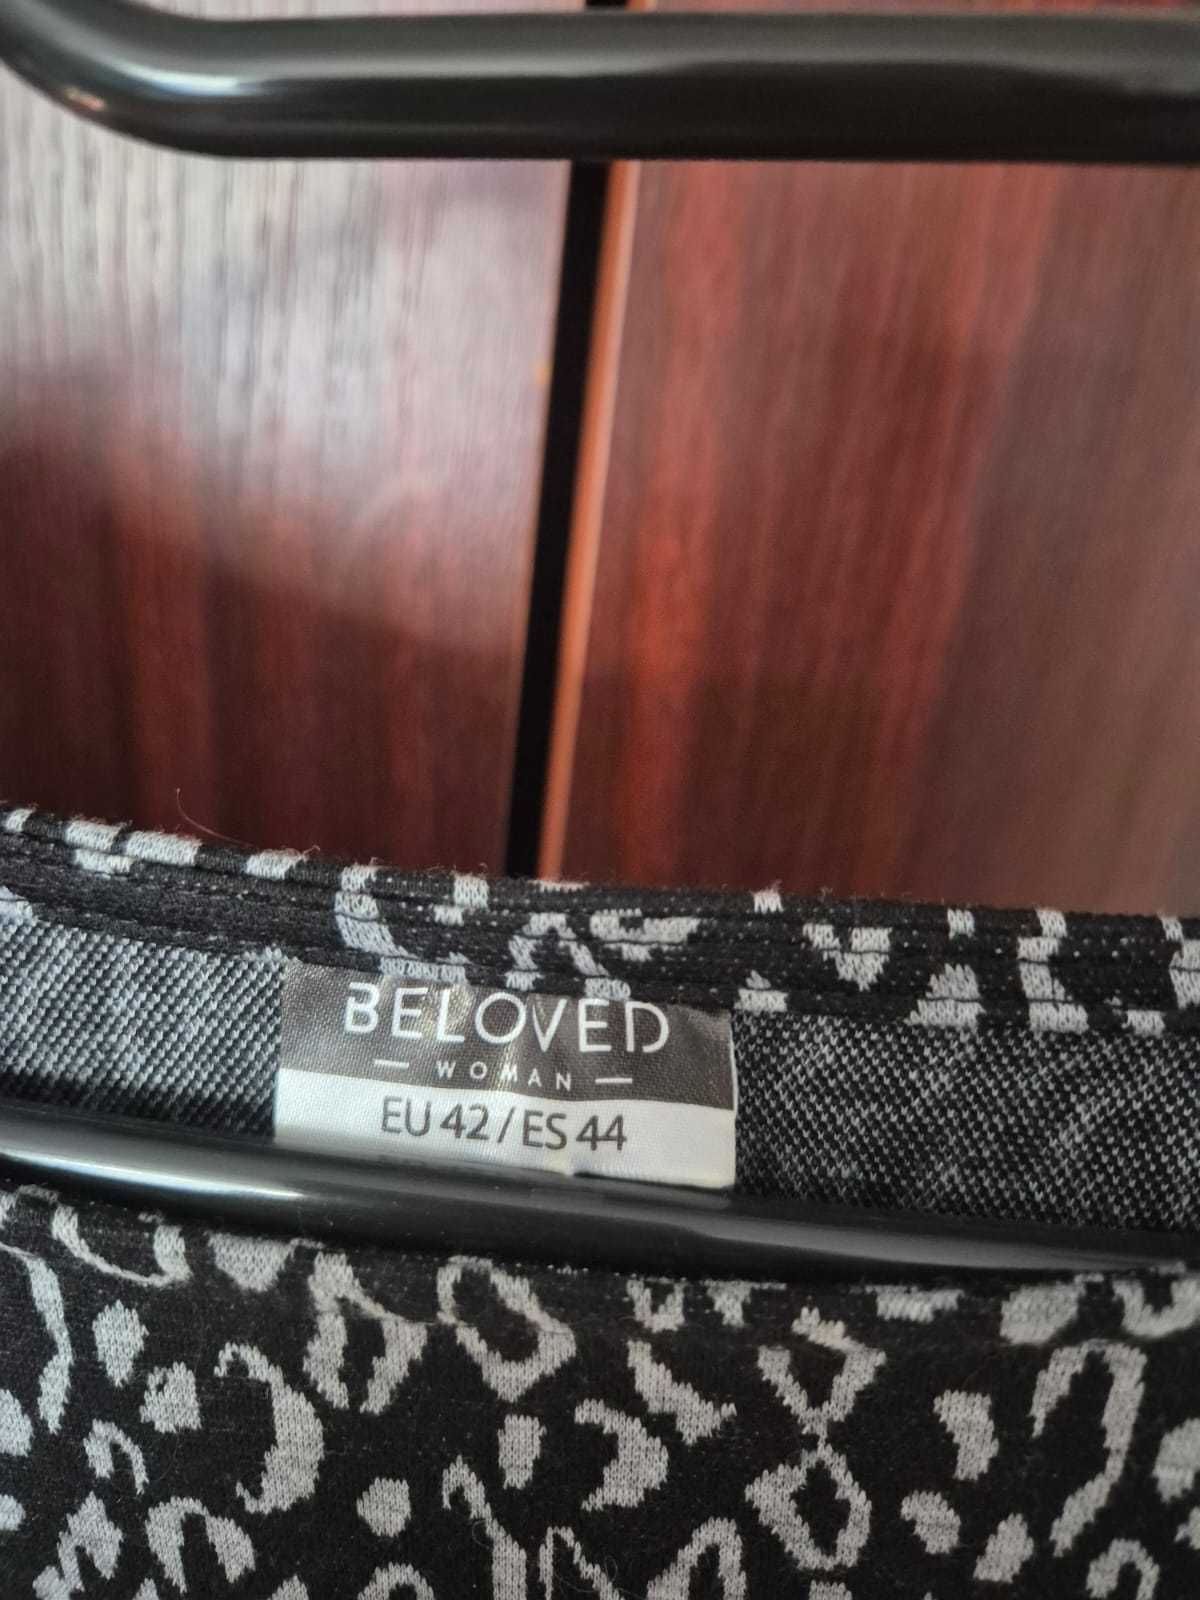 BELOVED
— WOMAN —
EU 42 / ES 44